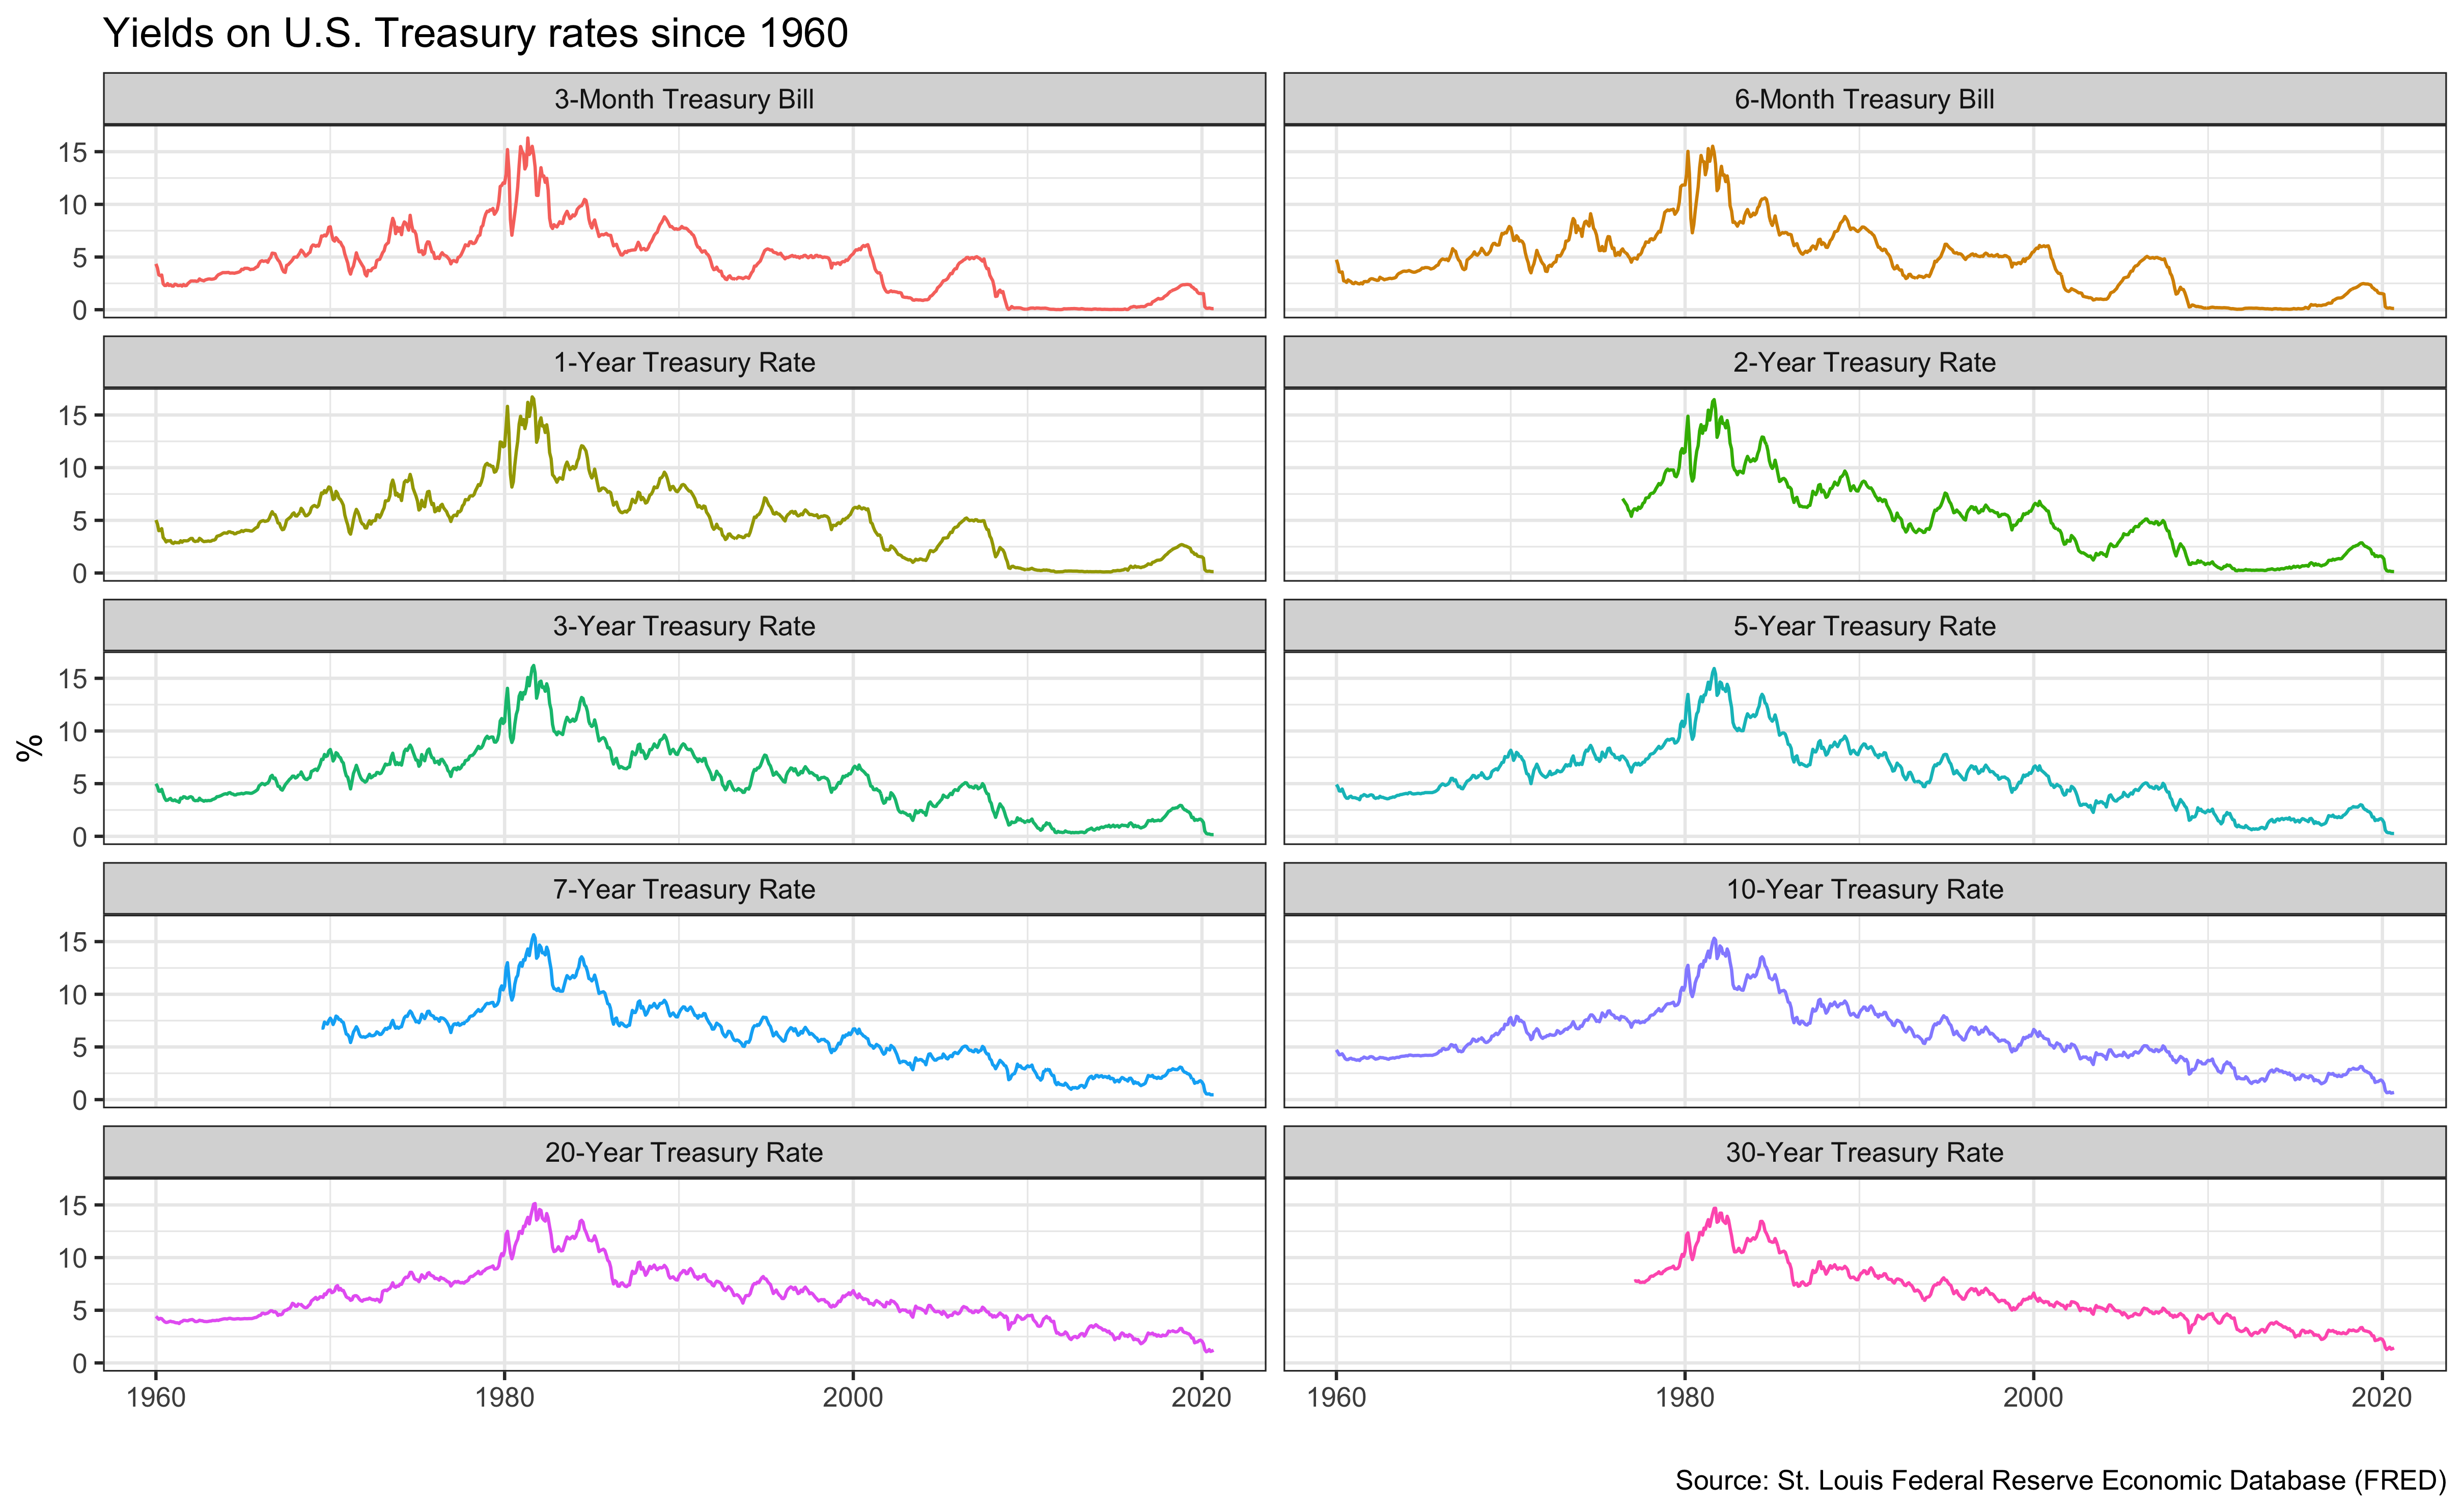 Yields on U.S. Treasury rates since 1960
3-Month Treasury Bill
6-Month Treasury Bill
15
10
5
0
1-Year Treasury Rate
2-Year Treasury Rate
15
10
5
0
3-Year Treasury Rate
5-Year Treasury Rate
15
10
5
0
%
7-Year Treasury Rate
10-Year Treasury Rate
15
10
5
0
20-Year Treasury Rate
30-Year Treasury Rate
15
10
5
0
1960 1980 2000 2020 1960 1980 2000 2020
Source: St. Louis Federal Reserve Economic Database (FRED)